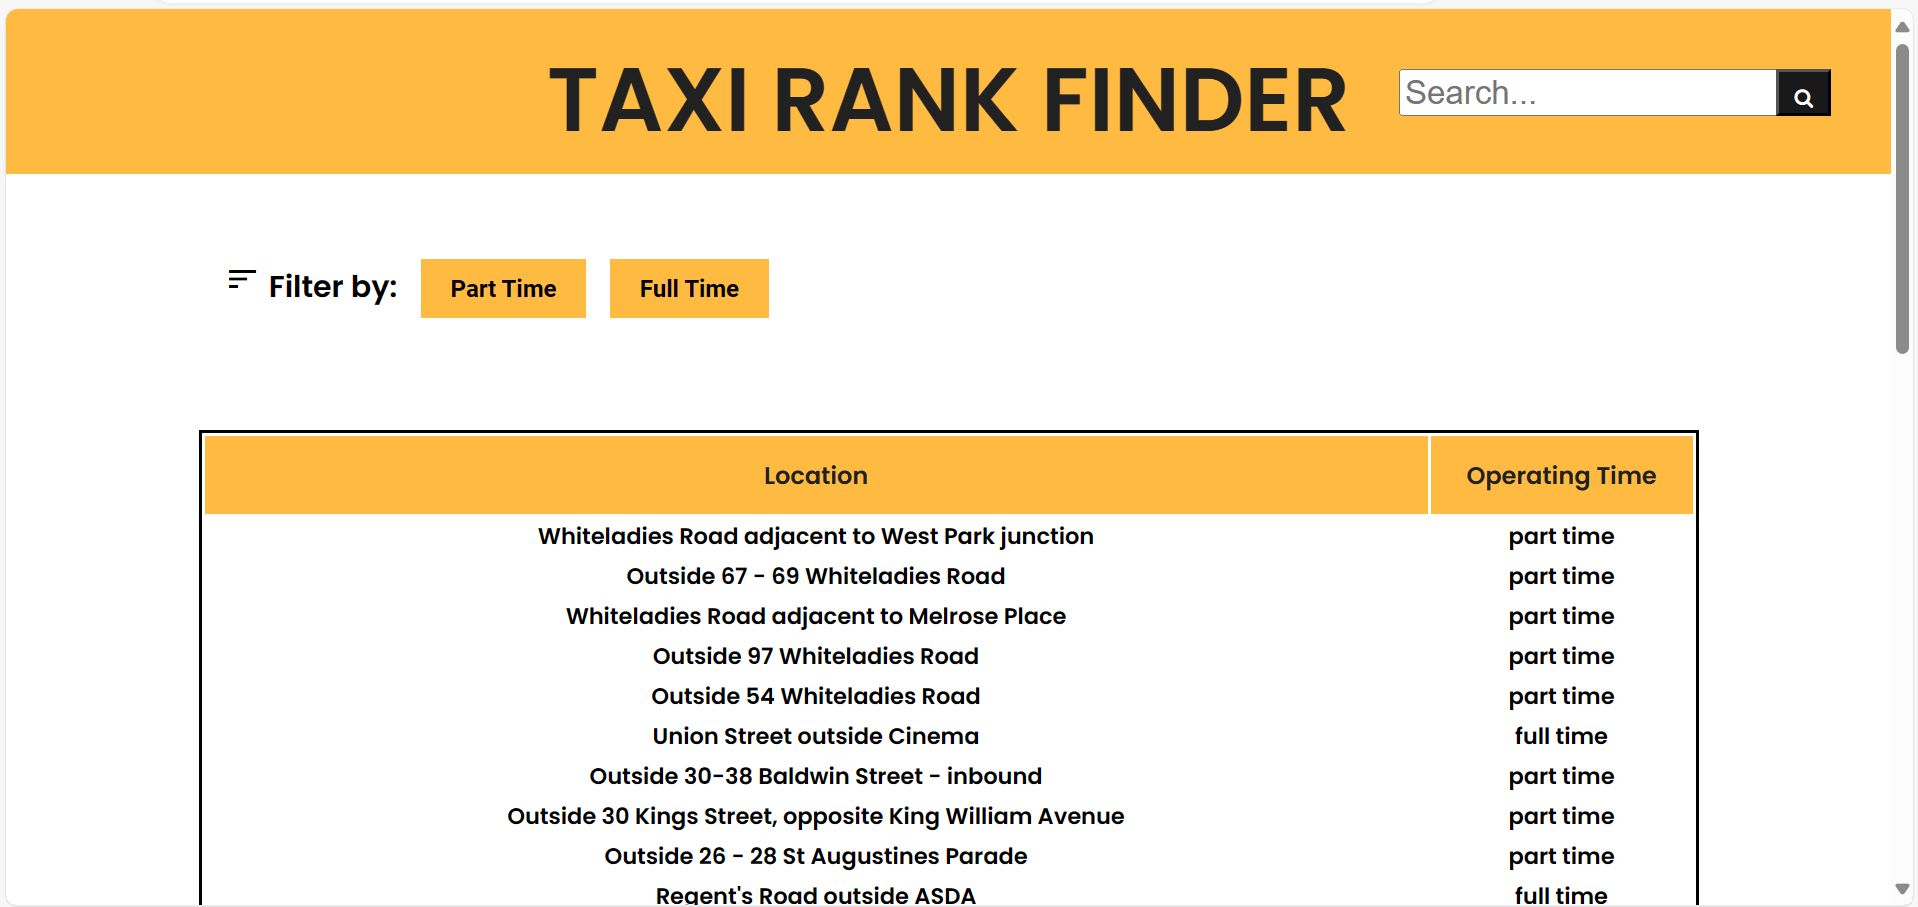 TAXI RANK FINDER
Search...
Filter by:
Part Time
Full Time
Location Operating Time
Whiteladies Road adjacent to West Park junction part time
Outside 67 - 69 Whiteladies Road part time
Whiteladies Road adjacent to Melrose Place part time
Outside 97 Whiteladies Road part time
Outside 54 Whiteladies Road part time
Union Street outside Cinema full time
Outside 30-38 Baldwin Street - inbound part time
Outside 30 Kings Street, opposite King William Avenue part time
Outside 26 - 28 St Augustines Parade part time
Regent's Road outside ASDA full time